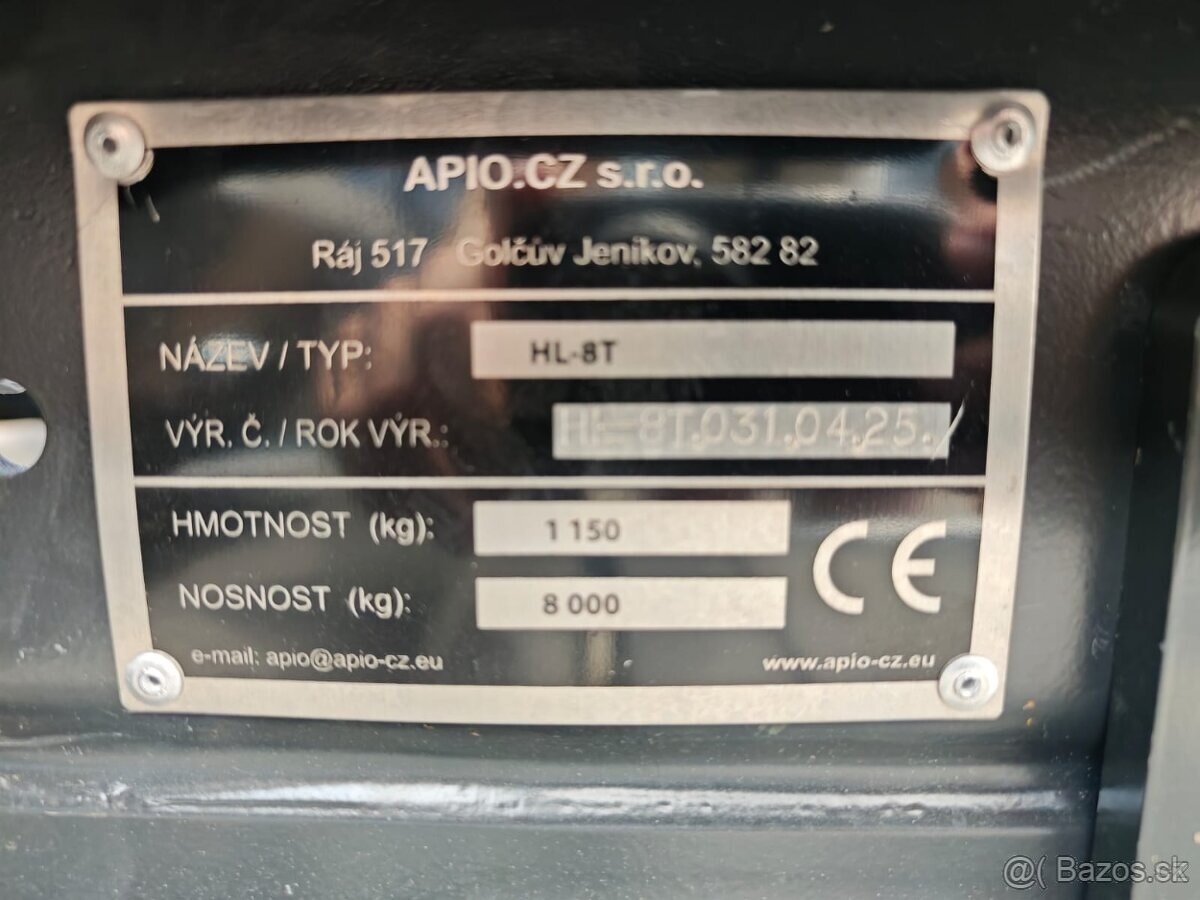 APIO.CZ s.r.o.
Ráj 517 Golčův Jeníkov, 582 82
NÁZEV / TYP: HL-8T
VÝR. Č. / ROK VÝR.: HL-8T.031.04.25.
HMOTNOST (kg): 1 150
NOSNOST (kg): 8 000
CE
e-mail: apio@apio-cz.eu www.apio-cz.eu
@( Bazos.sk